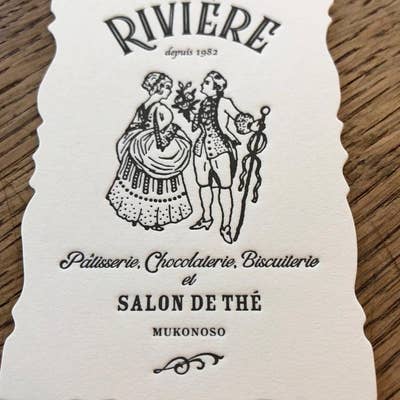 RIVIERE
depuis 1982
Pâtisserie, Chocolaterie, Biscuiterie
et
SALON DE THÉ
MUKONOSO